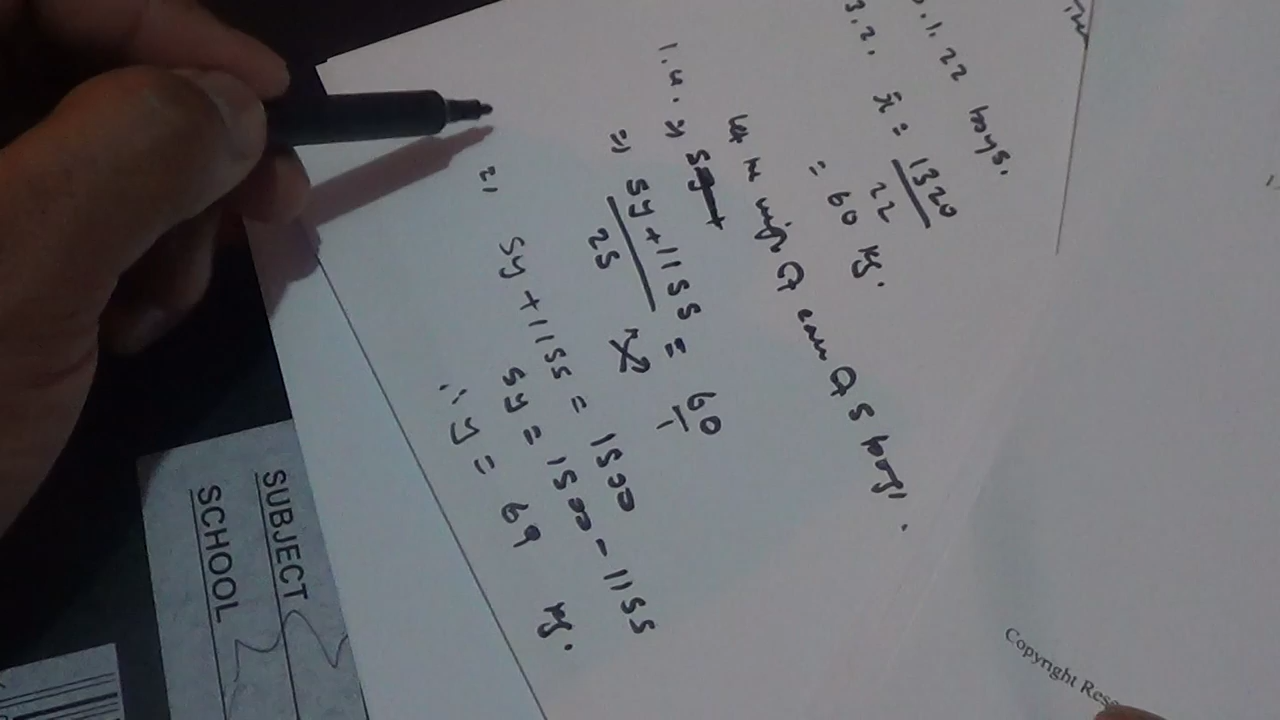 .1. 22 boys.
3.2. x̄ = 1320
22
= 60 kg.
let the weight of each of 5 boys'.
1.4. ⇒
⇒ 5y + 1155 = 60
25 1
⇒ 5y + 1155 = 1500
5y = 1500 - 1155
∴ y = 69 kg.
SUBJECT
SCHOOL
Copyright Res